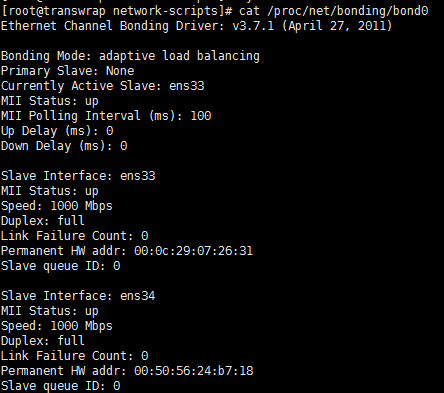 [root@transwrap network-scripts]# cat /proc/net/bonding/bond0
Ethernet Channel Bonding Driver: v3.7.1 (April 27, 2011)
Bonding Mode: adaptive load balancing
Primary Slave: None
Currently Active Slave: ens33
MII Status: up
MII Polling Interval (ms): 100
Up Delay (ms): 0
Down Delay (ms): 0
Slave Interface: ens33
MII Status: up
Speed: 1000 Mbps
Duplex: full
Link Failure Count: 0
Permanent HW addr: 00:0c:29:07:26:31
Slave queue ID: 0
Slave Interface: ens34
MII Status: up
Speed: 1000 Mbps
Duplex: full
Link Failure Count: 0
Permanent HW addr: 00:50:56:24:b7:18
Slave queue ID: 0